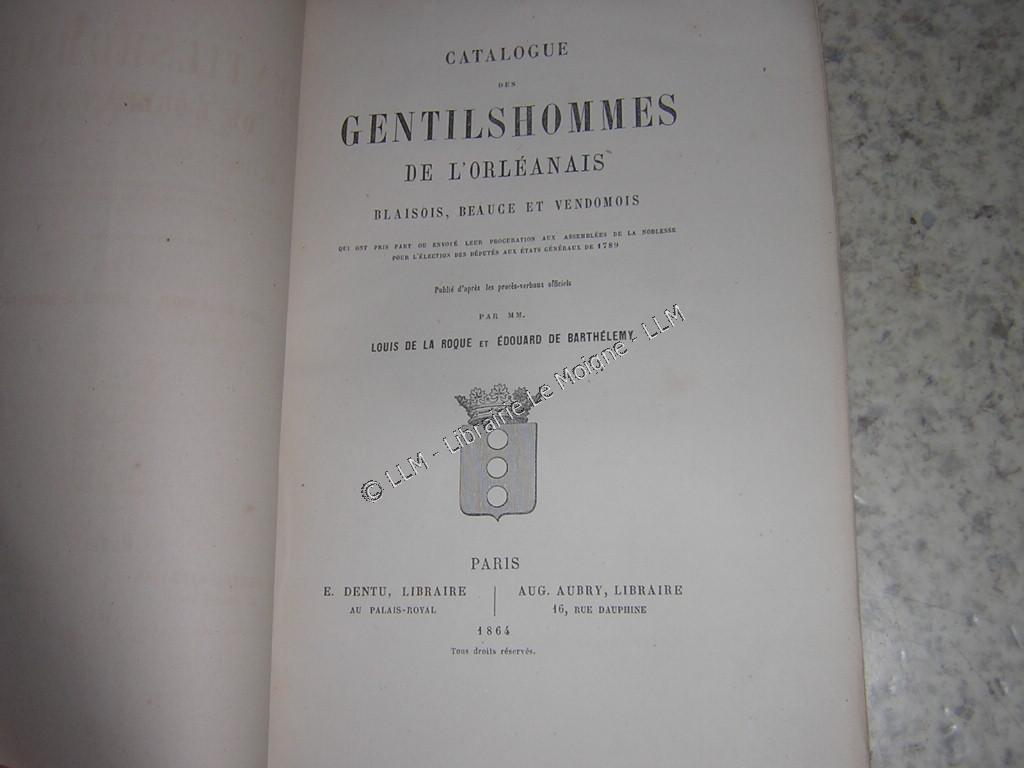 CATALOGUE
DES
GENTILSHOMMES
DE L'ORLÉANAIS
BLAISOIS, BEAUCE ET VENDOMOIS
QUI ONT PRIS PART OU ENVOYÉ LEUR PROCURATION AUX ASSEMBLÉES DE LA NOBLESSE
POUR L'ÉLECTION DES DÉPUTÉS AUX ÉTATS GÉNÉRAUX DE 1789
Publié d'après les procès-verbaux officiels
PAR MM.
LOUIS DE LA ROQUE ET ÉDOUARD DE BARTHÉLEMY
© LLM - Librairie Le Moigne - LLM
PARIS
E. DENTU, LIBRAIRE
AU PALAIS-ROYAL
AUG. AUBRY, LIBRAIRE
16, RUE DAUPHINE
1864
Tous droits réservés.